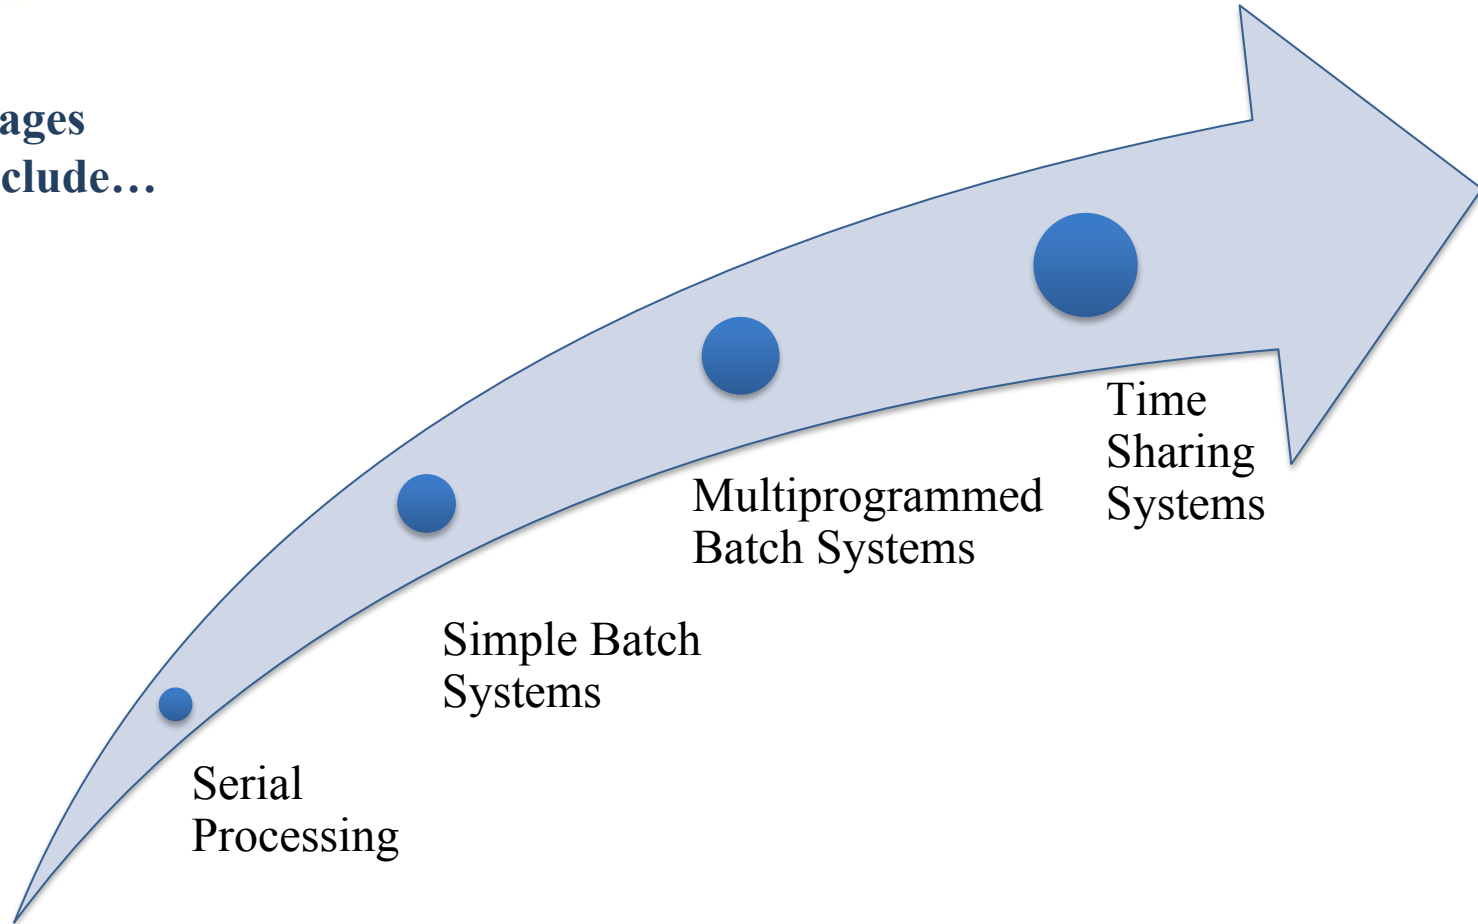 ages
clude…
Time
Sharing
Systems
Multiprogrammed
Batch Systems
Simple Batch
Systems
Serial
Processing